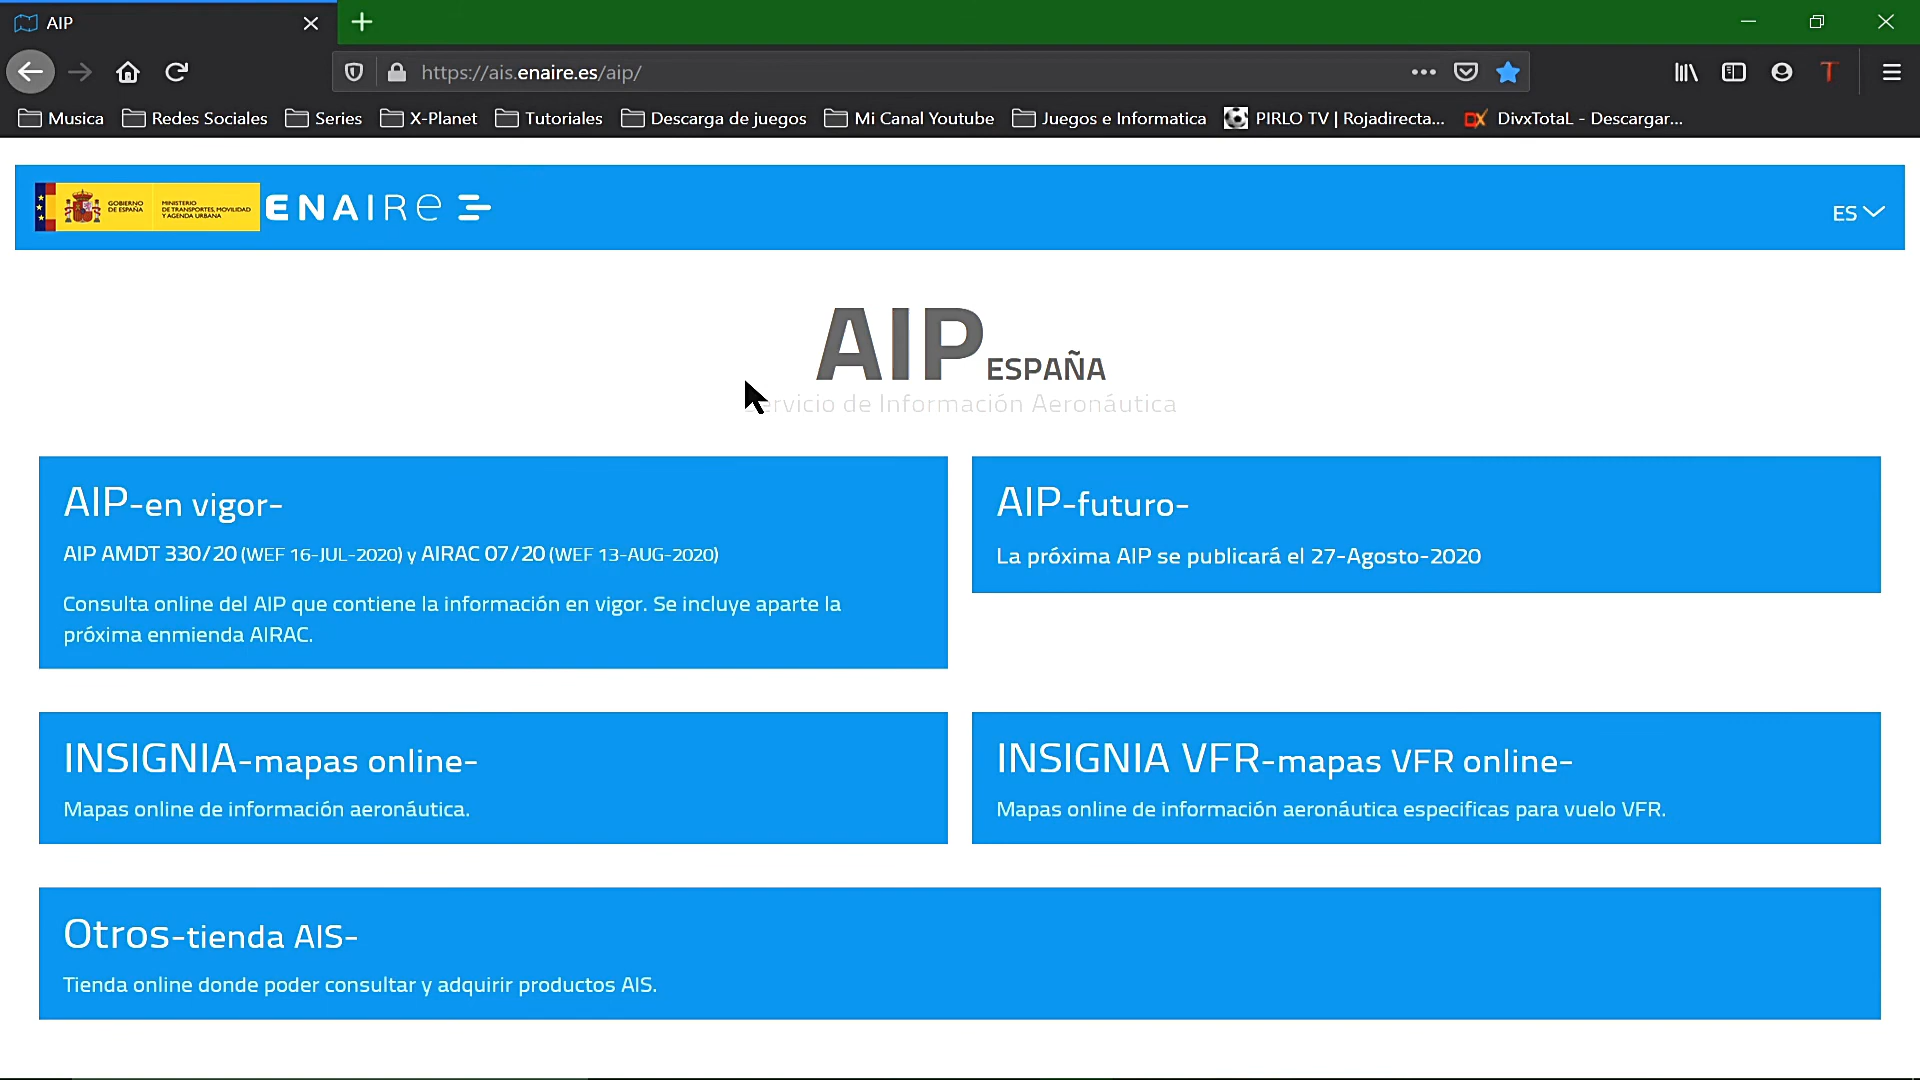 AIP
https://ais.enaire.es/aip/
Musica Redes Sociales Series X-Planet Tutoriales Descarga de juegos Mi Canal Youtube Juegos e Informatica PIRLO TV | Rojadirecta... DivxTotaL - Descargar...
GOBIERNO DE ESPAÑA
MINISTERIO DE TRANSPORTES, MOVILIDAD Y AGENDA URBANA
ENAIRe
ES
AIP ESPAÑA
Servicio de Información Aeronáutica
AIP-en vigor-
AIP AMDT 330/20 (WEF 16-JUL-2020) y AIRAC 07/20 (WEF 13-AUG-2020)
Consulta online del AIP que contiene la información en vigor. Se incluye aparte la
próxima enmienda AIRAC.
AIP-futuro-
La próxima AIP se publicará el 27-Agosto-2020
INSIGNIA-mapas online-
Mapas online de información aeronáutica.
INSIGNIA VFR-mapas VFR online-
Mapas online de información aeronáutica especificas para vuelo VFR.
Otros-tienda AIS-
Tienda online donde poder consultar y adquirir productos AIS.